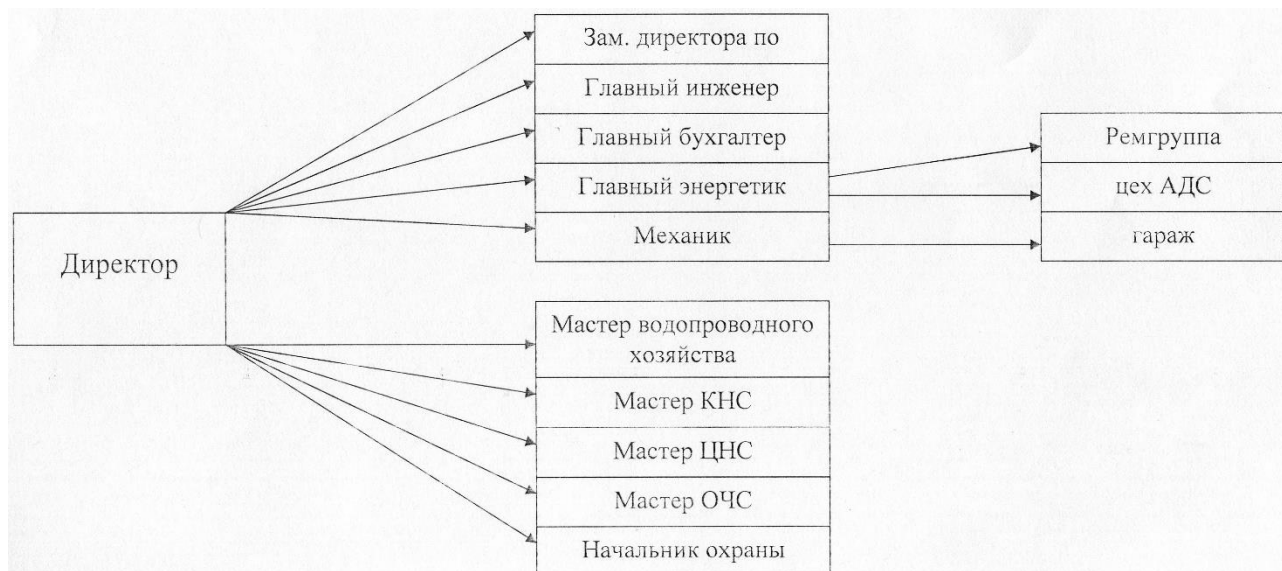 Зам. директора по
Главный инженер
Главный бухгалтер
Главный энергетик
Механик
Ремгруппа
цех АДС
гараж
Директор
Мастер водопроводного
хозяйства
Мастер КНС
Мастер ЦНС
Мастер ОЧС
Начальник охраны